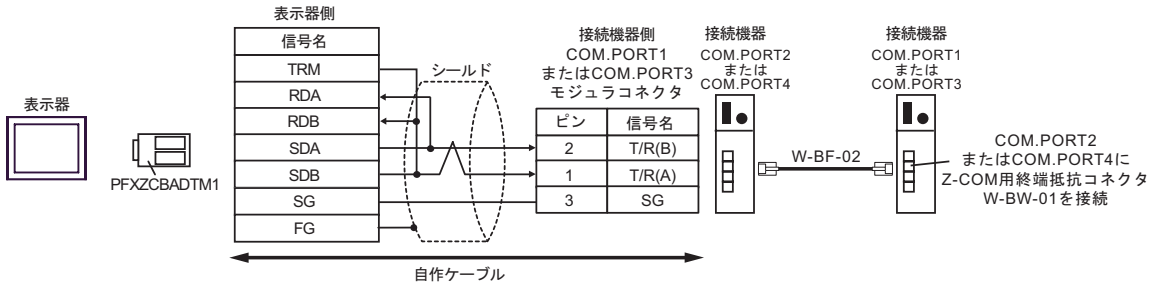 表示器
PFXZCBADTM1
表示器側
信号名
TRM
RDA
RDB
SDA
SDB
SG
FG
シールド
自作ケーブル
接続機器側
COM.PORT1
またはCOM.PORT3
モジュラコネクタ
ピン 信号名
2 T/R(B)
1 T/R(A)
3 SG
接続機器
COM.PORT2
または
COM.PORT4
W-BF-02
接続機器
COM.PORT1
または
COM.PORT3
COM.PORT2
またはCOM.PORT4に
Z-COM用終端抵抗コネクタ
W-BW-01を接続